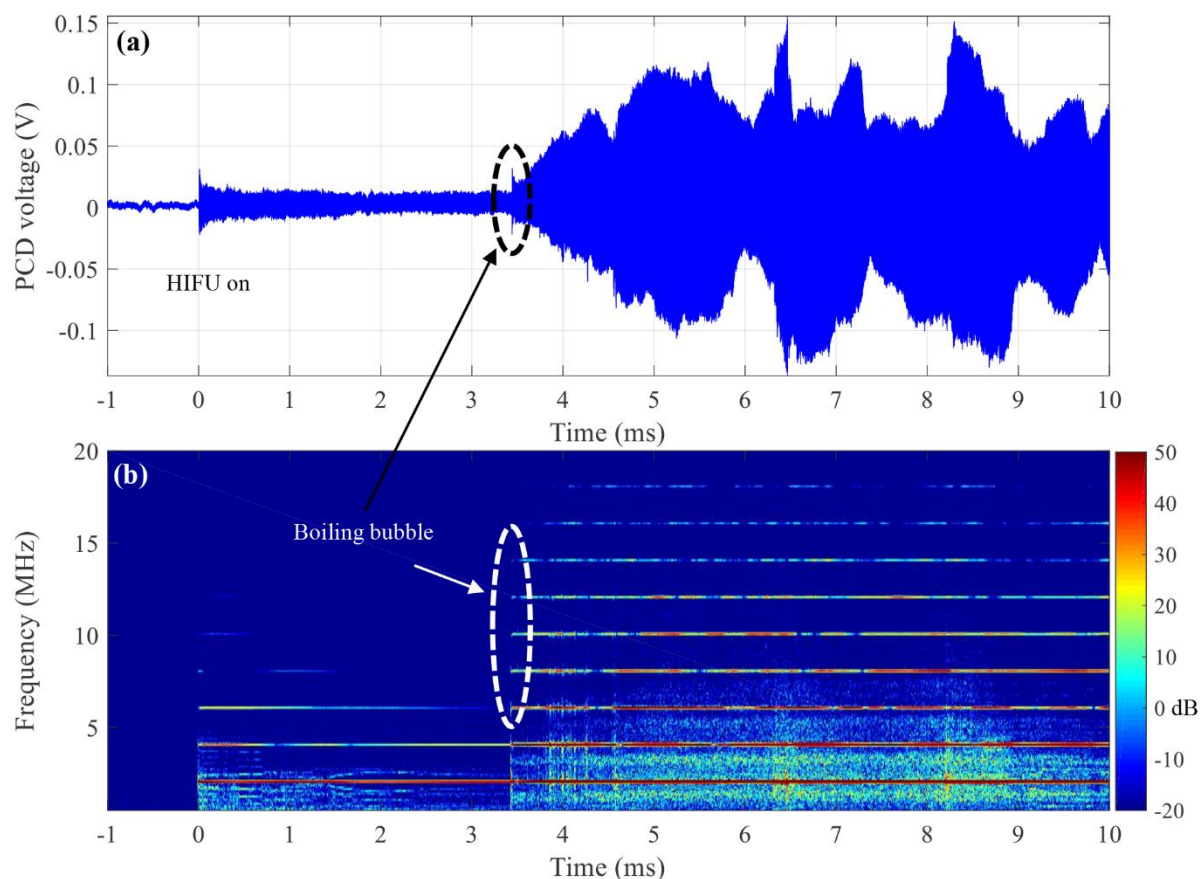 (a)
0.15
0.1
0.05
0
-0.05
-0.1
PCD voltage (V)
HIFU on
-1 0 1 2 3 4 5 6 7 8 9 10
Time (ms)
(b)
20
15
10
5
Frequency (MHz)
Boiling bubble
-1 0 1 2 3 4 5 6 7 8 9 10
Time (ms)
50
40
30
20
10
0 dB
-10
-20